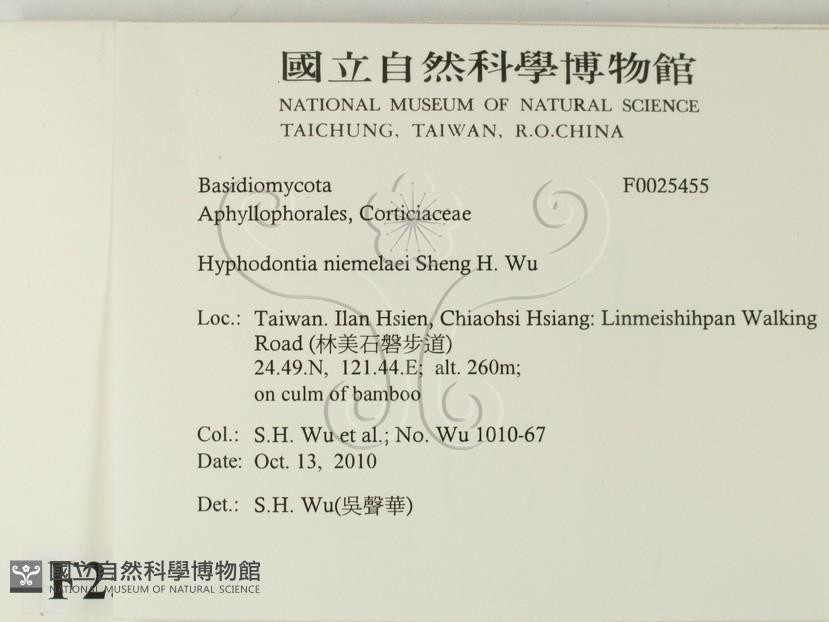 國立自然科學博物館
NATIONAL MUSEUM OF NATURAL SCIENCE
TAICHUNG, TAIWAN, R.O.CHINA
Basidiomycota F0025455
Aphyllophorales, Corticiaceae
Hyphodontia niemelaei Sheng H. Wu
Loc.: Taiwan. Ilan Hsien, Chiaohsi Hsiang: Linmeishihpan Walking
Road (林美石磐步道)
24.49.N, 121.44.E; alt. 260m;
on culm of bamboo
Col.: S.H. Wu et al.; No. Wu 1010-67
Date: Oct. 13, 2010
Det.: S.H. Wu(吳聲華)
F2
國立自然科學博物館
NATIONAL MUSEUM OF NATURAL SCIENCE